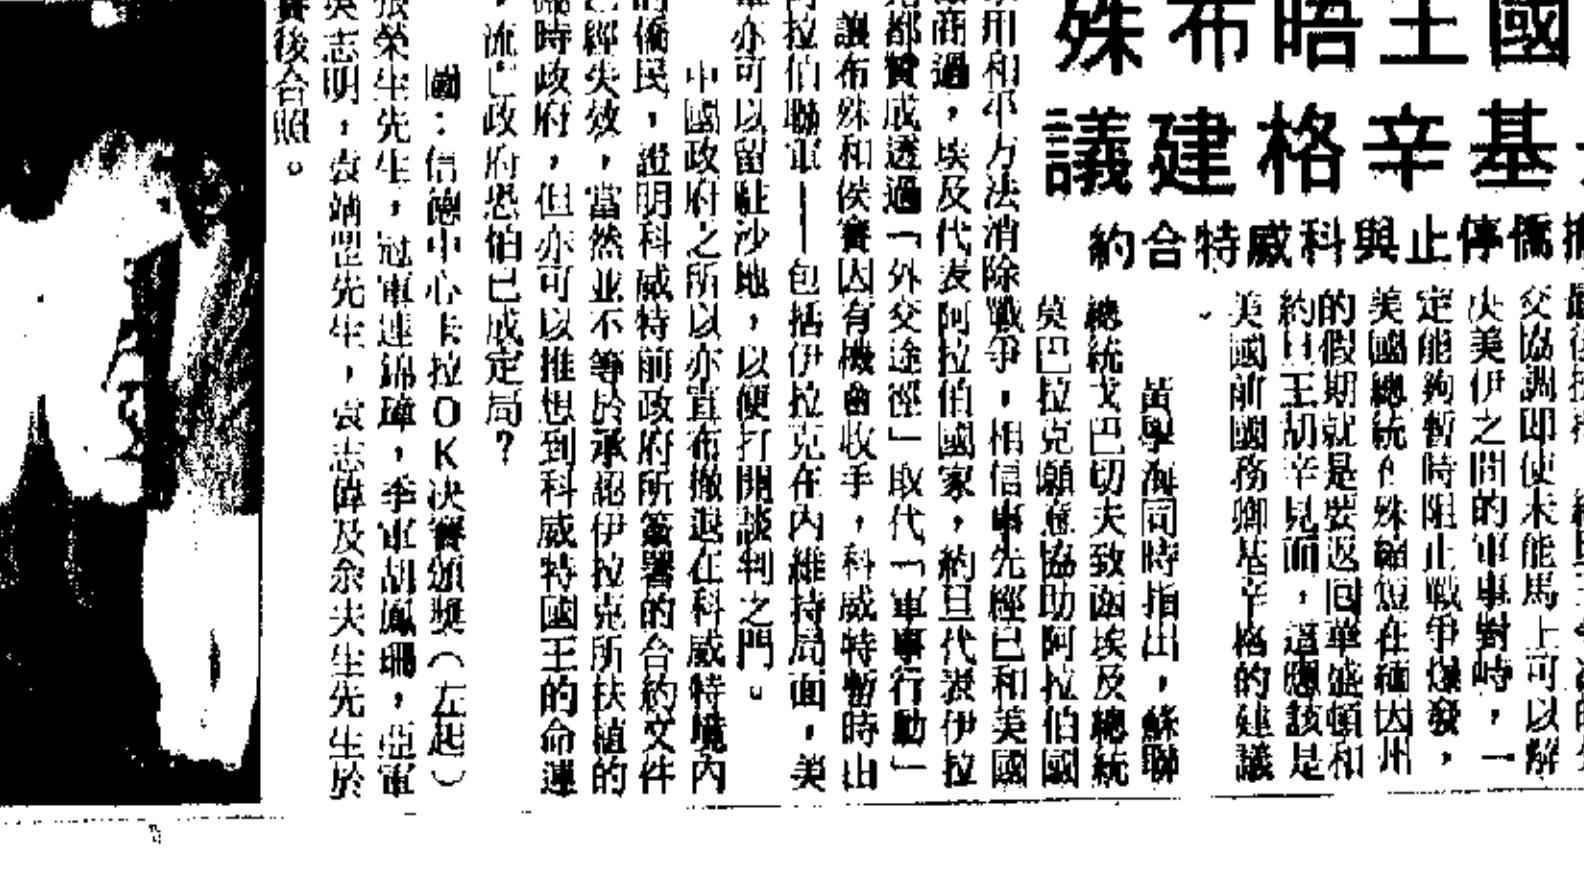 國王晤布殊
基辛格建議
僑停止與科威特合約
交協調即使未能馬上可以解
決美伊之間的軍事對峙,一
定能夠暫時阻止戰爭爆發,
美國總統布殊縮短在緬因州
的假期就是要返回華盛頓和
約旦王胡辛見面,這應該是
美國前國務卿基辛格的建議
。
黃學海同時指出,蘇聯
總統戈巴切夫致函埃及總統
莫巴拉克願意協助阿拉伯國
用和平方法消除戰爭,相信事先經已和美國
商過,埃及代表阿拉伯國家,約旦代表伊拉
都贊成透過「外交途徑」取代「軍事行動」
讓布殊和侯賽因有機會收手,科威特暫時由
拉伯聯軍——包括伊拉克在內維持局面,美
亦可以留駐沙地,以便打開談判之門。
中國政府之所以亦宣布撤退在科威特境內
的僑民,證明科威特前政府所簽署的合約文件
經失效,當然並不等於承認伊拉克所扶植的
臨時政府,但亦可以推想到科威特國王的命運
,流亡政府恐怕已成定局?
圖:信德中心卡拉OK決賽頒獎(左起)
張榮生先生,冠軍連錦瑋,季軍胡鳳珊,亞軍
志明,袁先生,袁志偉及余夫生先生於
賽後合照。